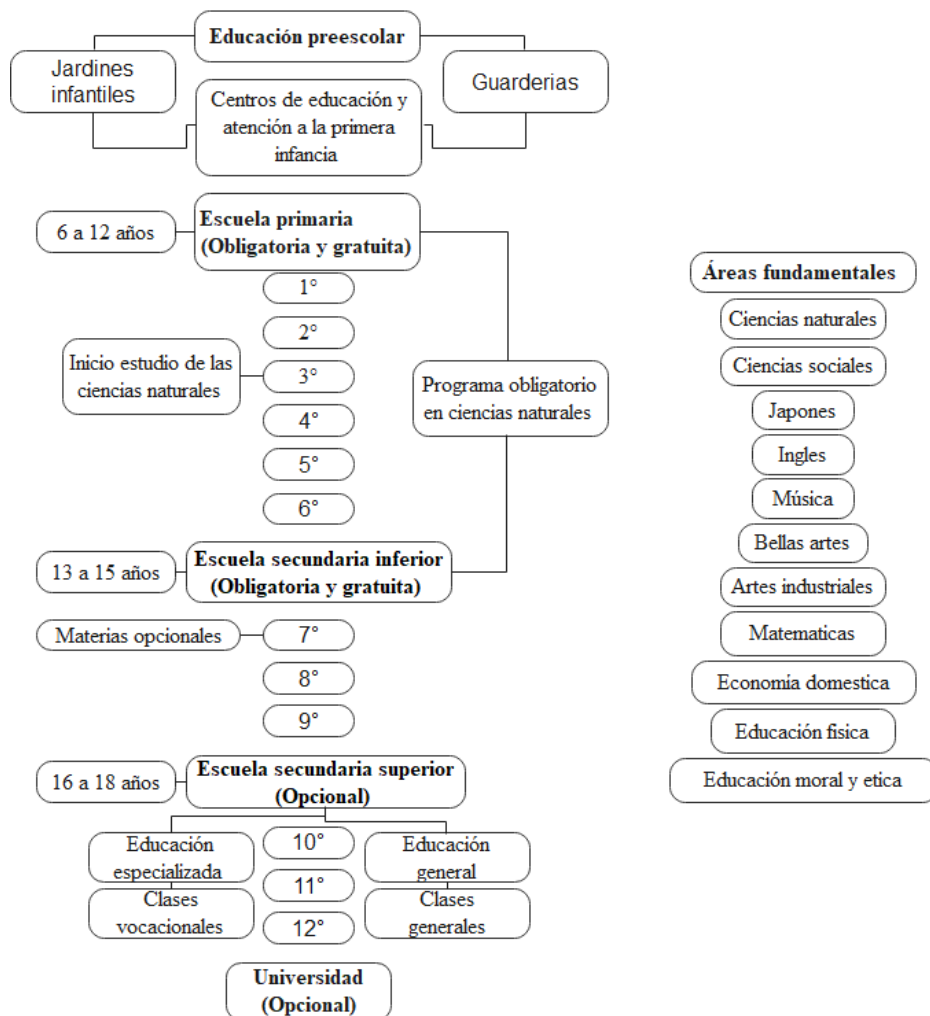 Educación preescolar
Jardines
infantiles
Guarderias
Centros de educación y
atención a la primera
infancia
6 a 12 años
Escuela primaria
(Obligatoria y gratuita)
1°
2°
Inicio estudio de las
ciencias naturales
3°
Programa obligatorio
en ciencias naturales
4°
5°
6°
13 a 15 años
Escuela secundaria inferior
(Obligatoria y gratuita)
Materias opcionales
7°
8°
9°
16 a 18 años
Escuela secundaria superior
(Opcional)
Educación
especializada
10°
Educación
general
11°
Clases
vocacionales
Clases
generales
12°
Universidad
(Opcional)
Áreas fundamentales
Ciencias naturales
Ciencias sociales
Japones
Ingles
Música
Bellas artes
Artes industriales
Matematicas
Economía domestica
Educación fisica
Educación moral y etica